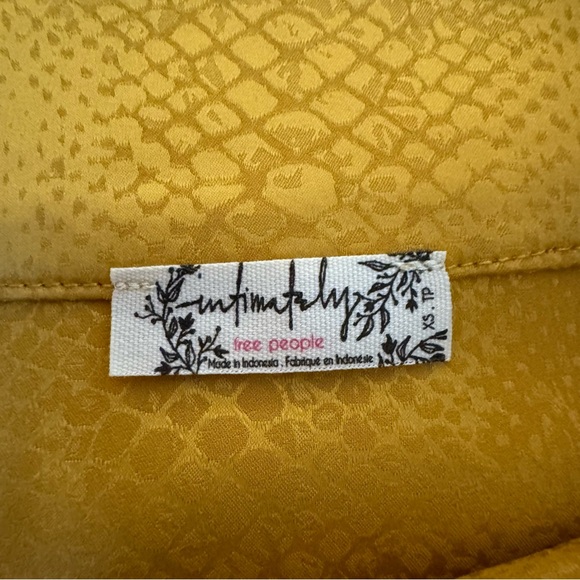 intimately
free people
Made in Indonesia . Fabriqué en Indonésie
XS . TP